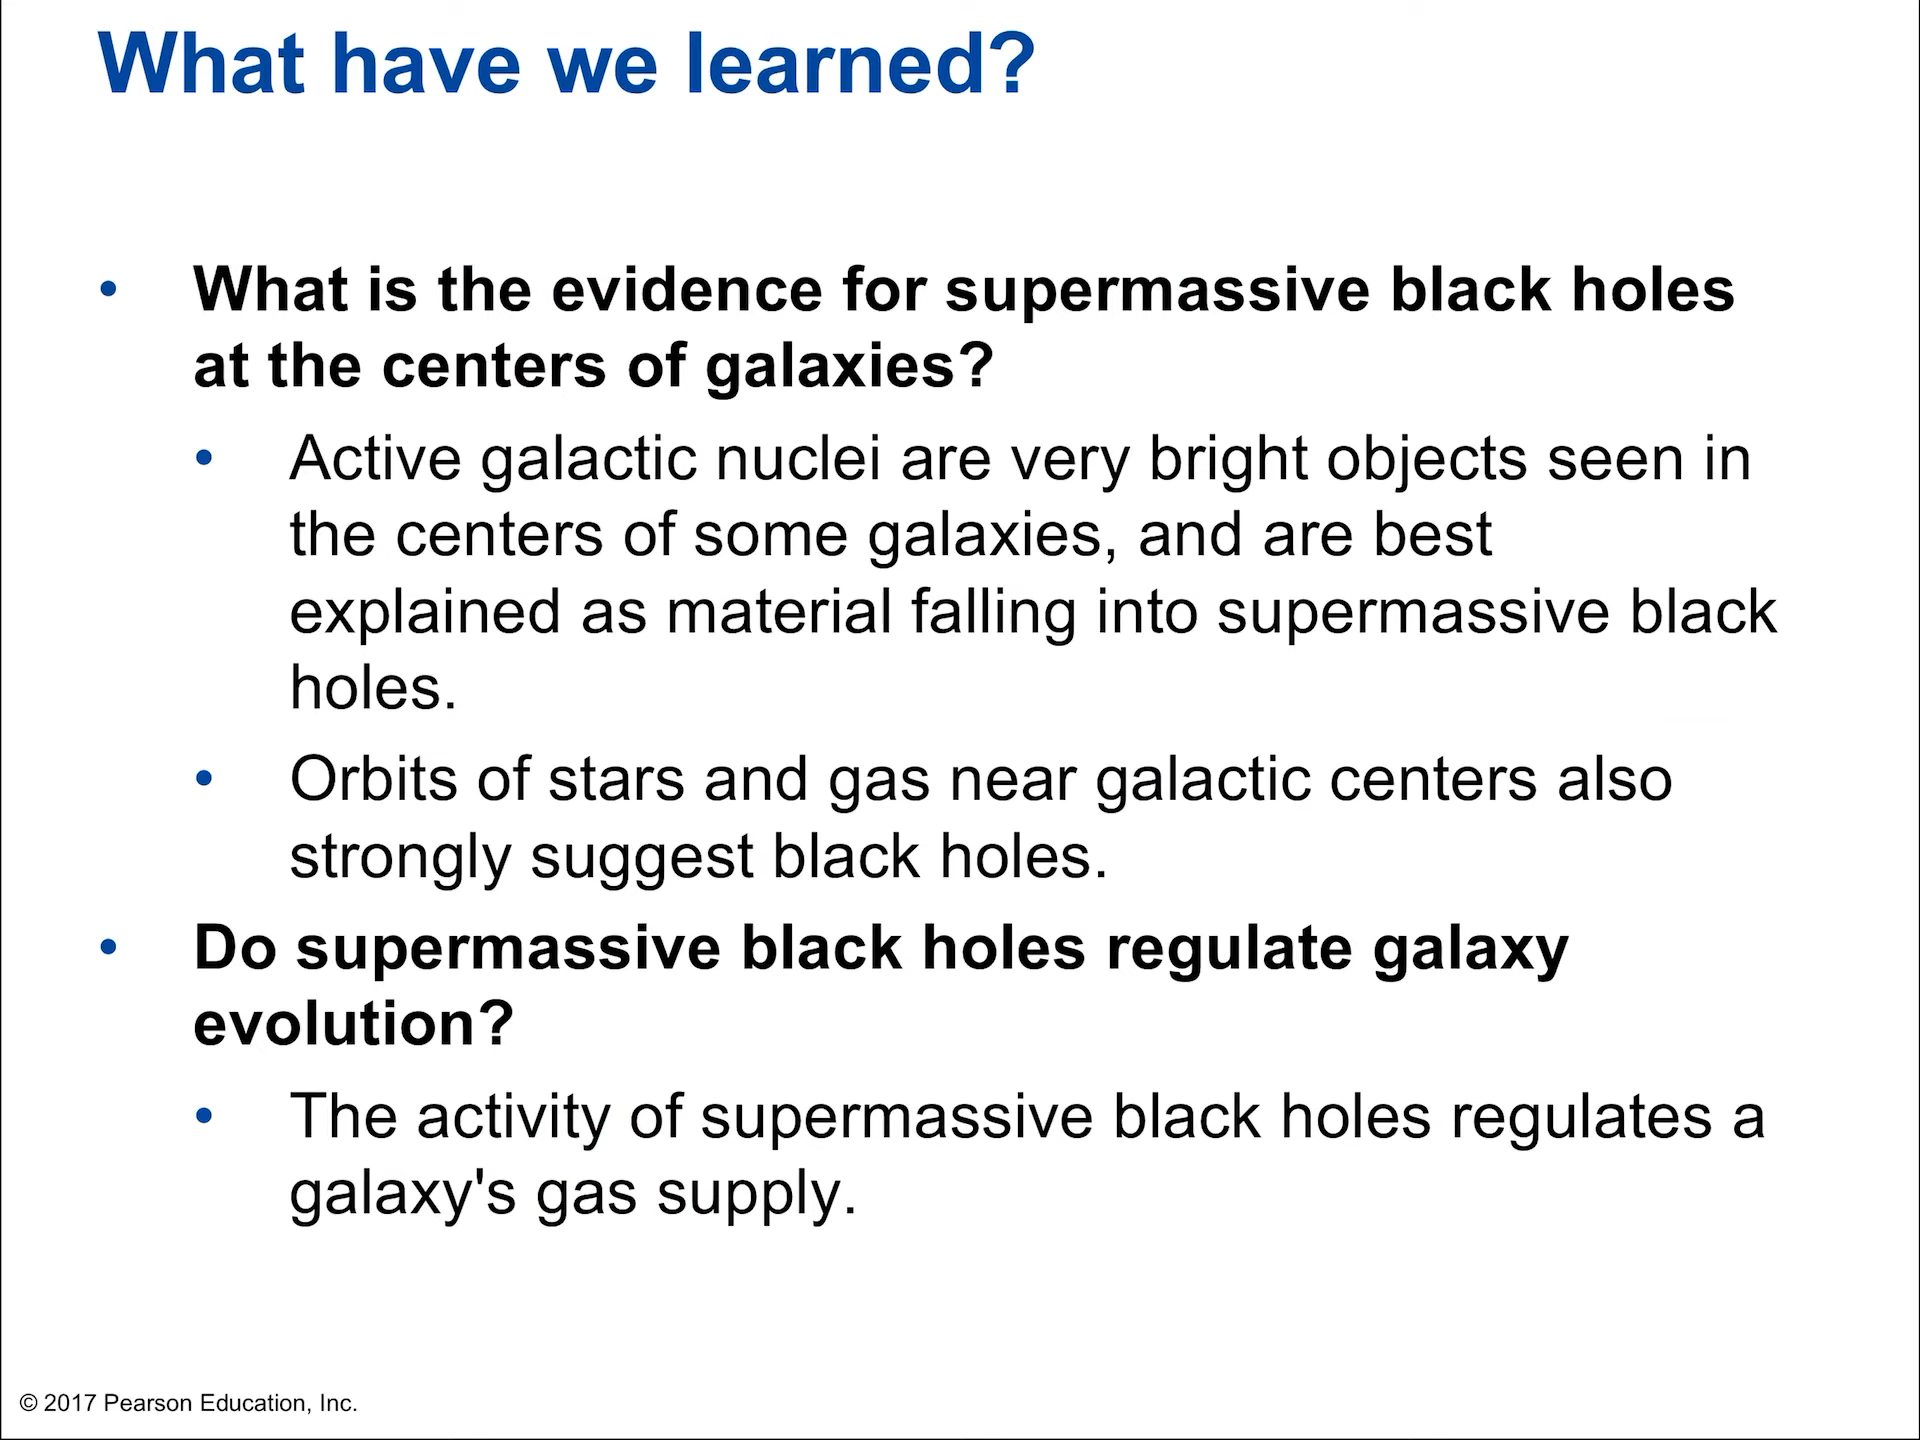 What have we learned?
• What is the evidence for supermassive black holes
at the centers of galaxies?
• Active galactic nuclei are very bright objects seen in
the centers of some galaxies, and are best
explained as material falling into supermassive black
holes.
• Orbits of stars and gas near galactic centers also
strongly suggest black holes.
• Do supermassive black holes regulate galaxy
evolution?
• The activity of supermassive black holes regulates a
galaxy's gas supply.
© 2017 Pearson Education, Inc.